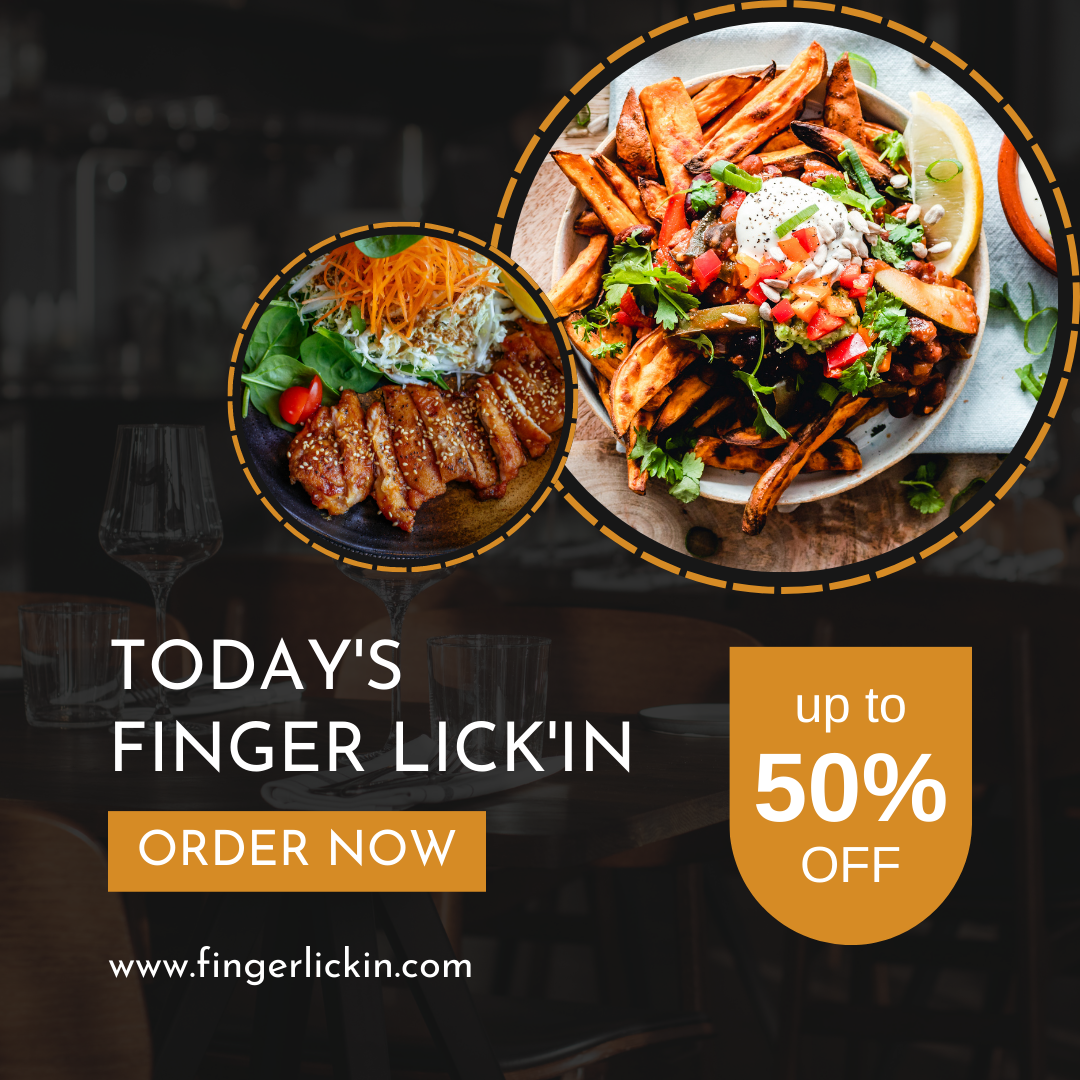 TODAY'S
FINGER LICK'IN
ORDER NOW
www.fingerlickin.com
up to
50%
OFF